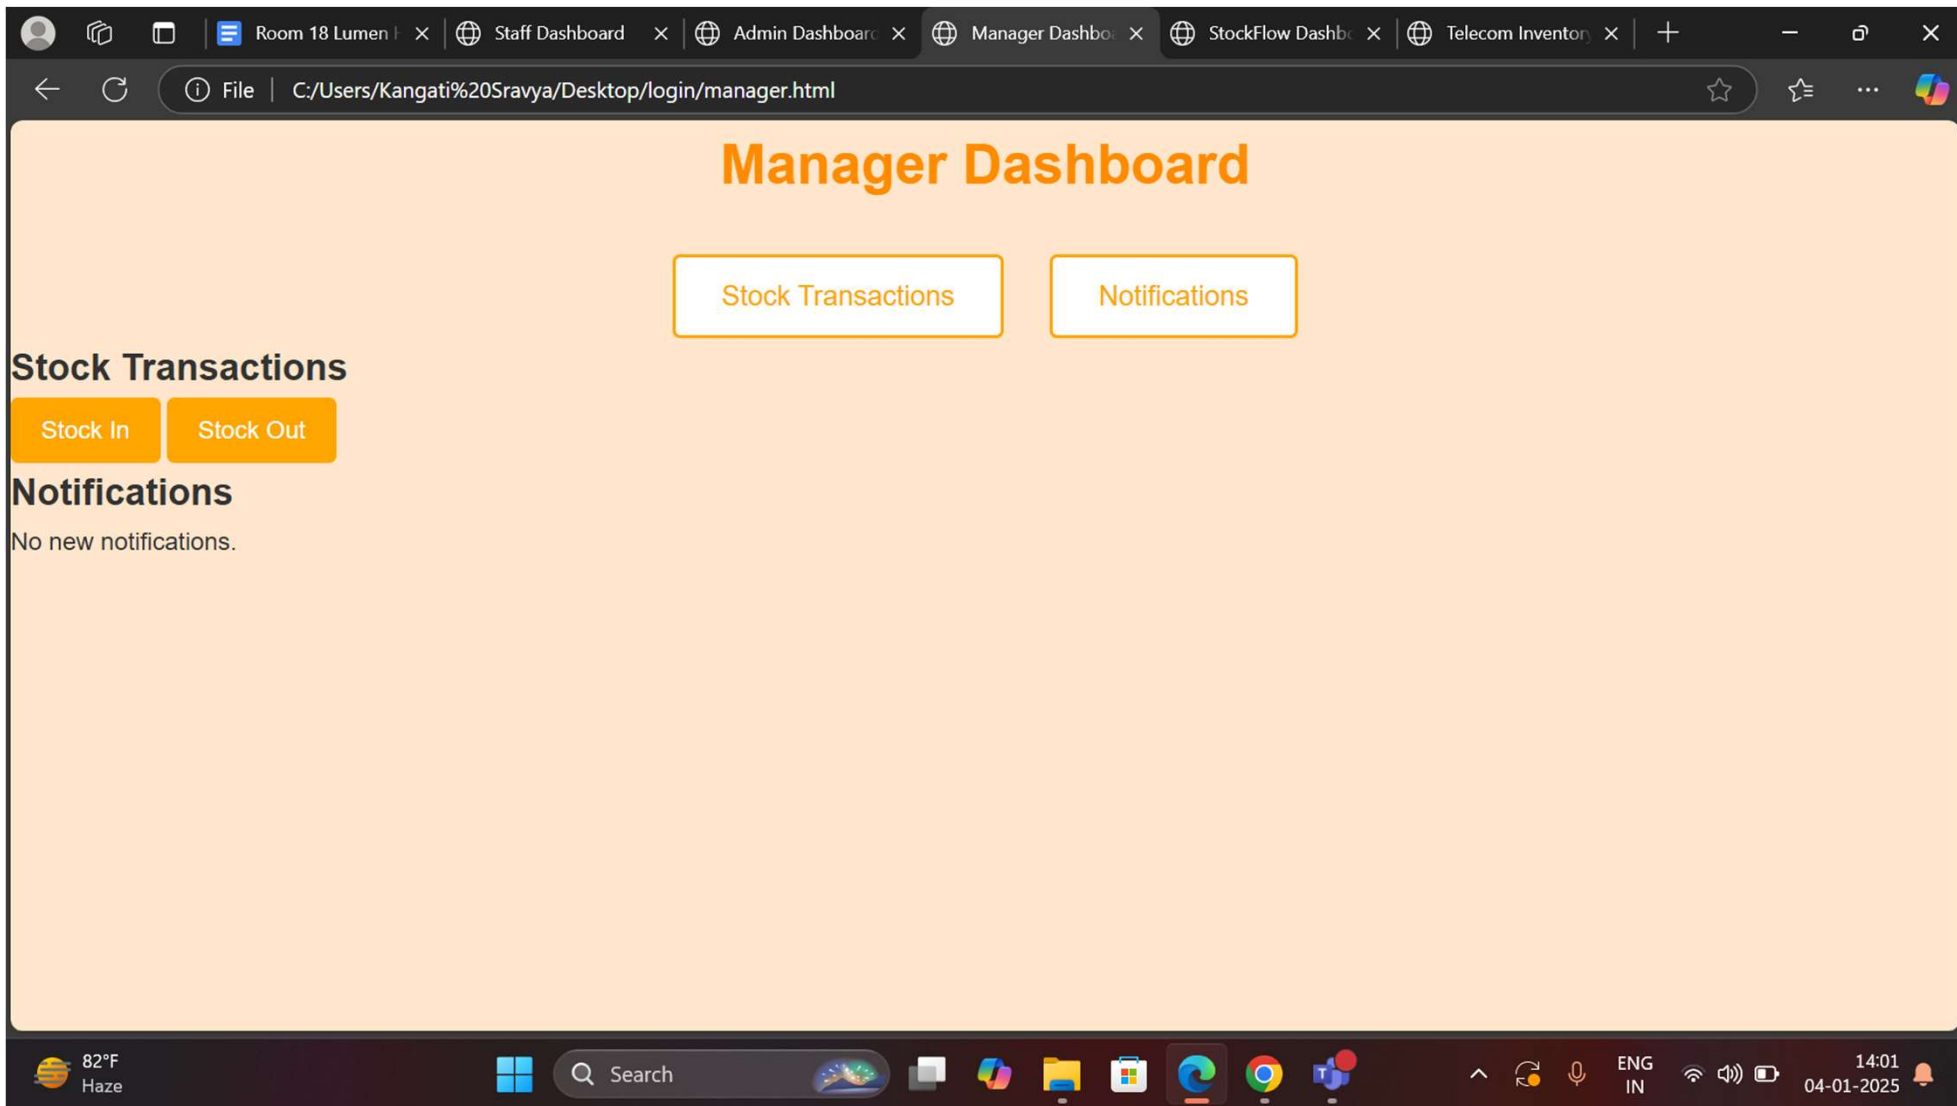 Room 18 Lumen
Staff Dashboard
Admin Dashboard
Manager Dashbo
StockFlow Dashb
Telecom Inventor
File
C:/Users/Kangati%20Sravya/Desktop/login/manager.html
Manager Dashboard
Stock Transactions
Notifications
Stock Transactions
Stock In
Stock Out
Notifications
No new notifications.
82°F
Haze
Search
ENG
IN
14:01
04-01-2025